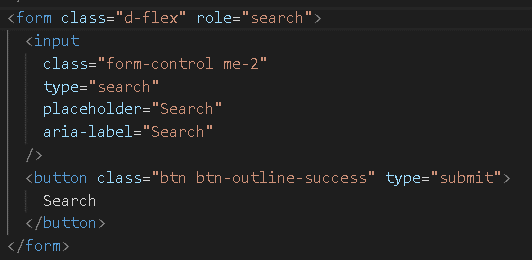 <form class="d-flex" role="search">
<input
class="form-control me-2"
type="search"
placeholder="Search"
aria-label="Search"
/>
<button class="btn btn-outline-success" type="submit">
Search
</button>
</form>